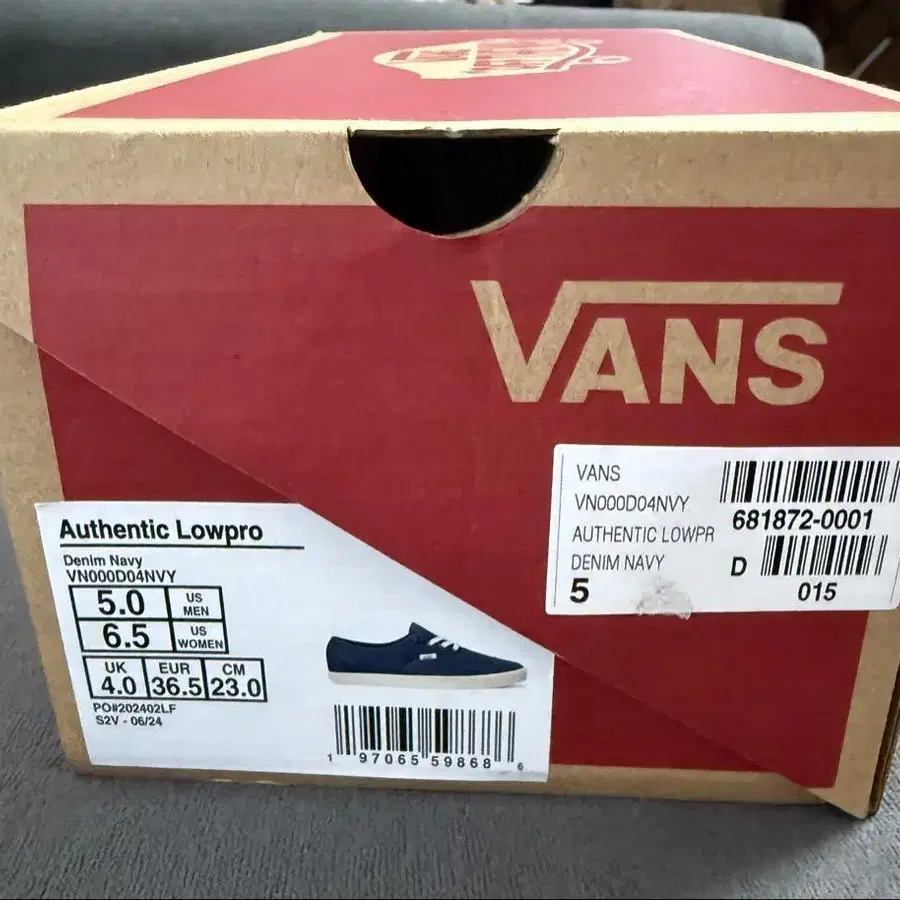 VANS
VANS
VN000D04NVY
AUTHENTIC LOWPR
DENIM NAVY
5
681872-0001
D
015
Authentic Lowpro
Denim Navy
VN000D04NVY
5.0 US MEN
6.5 US WOMEN
UK EUR CM
4.0 36.5 23.0
PO#202402LF
S2V - 06/24
1 97065 59868 6